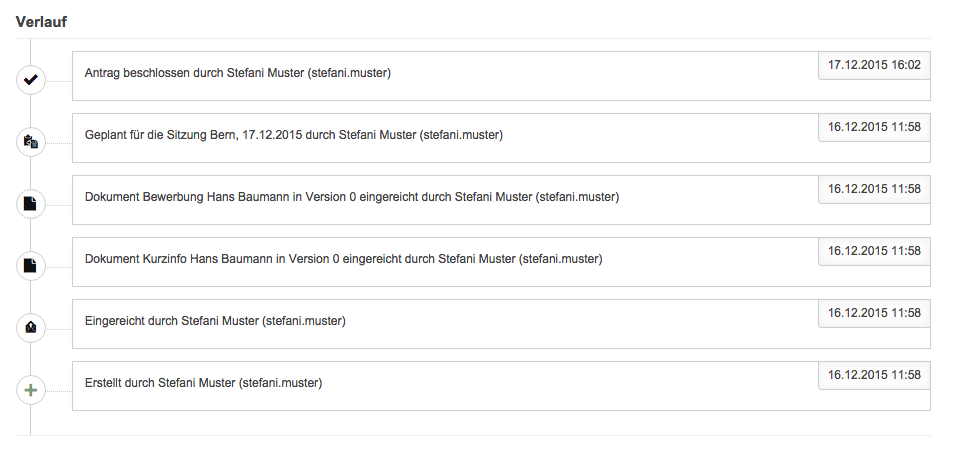 Verlauf
Antrag beschlossen durch Stefani Muster (stefani.muster)
17.12.2015 16:02
Geplant für die Sitzung Bern, 17.12.2015 durch Stefani Muster (stefani.muster)
16.12.2015 11:58
Dokument Bewerbung Hans Baumann in Version 0 eingereicht durch Stefani Muster (stefani.muster)
16.12.2015 11:58
Dokument Kurzinfo Hans Baumann in Version 0 eingereicht durch Stefani Muster (stefani.muster)
16.12.2015 11:58
Eingereicht durch Stefani Muster (stefani.muster)
16.12.2015 11:58
Erstellt durch Stefani Muster (stefani.muster)
16.12.2015 11:58